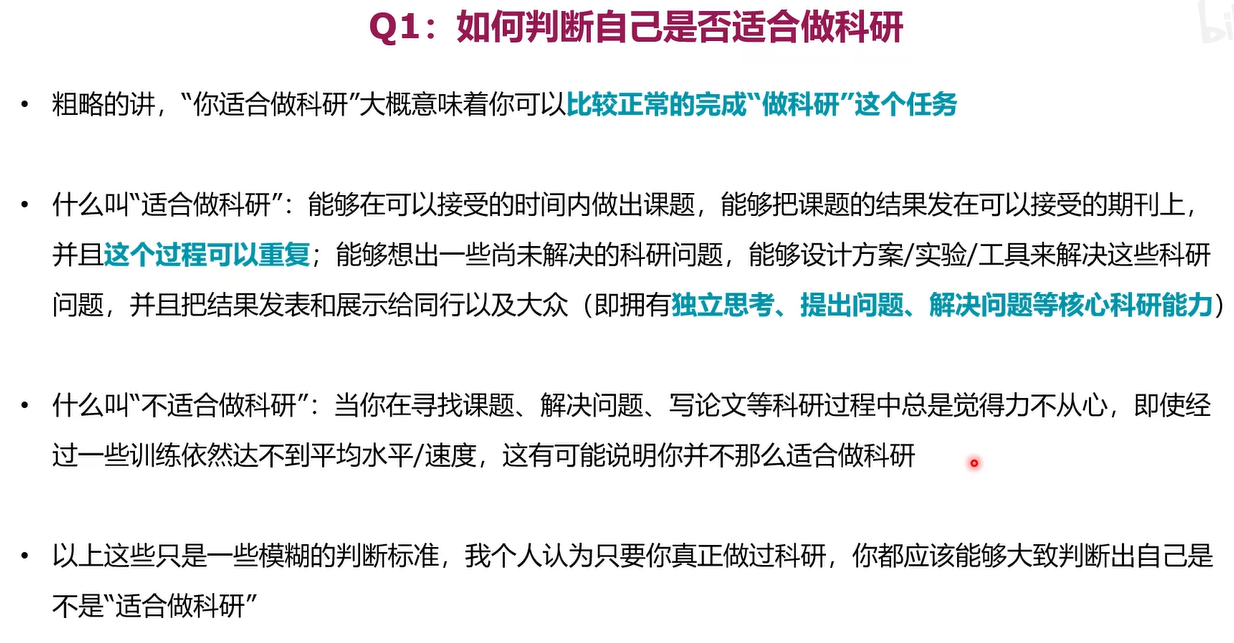 Q1：如何判断自己是否适合做科研
• 粗略的讲，“你适合做科研”大概意味着你可以比较正常的完成“做科研”这个任务
• 什么叫“适合做科研”：能够在可以接受的时间内做出课题，能够把课题的结果发在可以接受的期刊上，
并且这个过程可以重复；能够想出一些尚未解决的科研问题，能够设计方案/实验/工具来解决这些科研
问题，并且把结果发表和展示给同行以及大众（即拥有独立思考、提出问题、解决问题等核心科研能力）
• 什么叫“不适合做科研”：当你在寻找课题、解决问题、写论文等科研过程中总是觉得力不从心，即使经
过一些训练依然达不到平均水平/速度，这有可能说明你并不那么适合做科研
• 以上这些只是一些模糊的判断标准，我个人认为只要你真正做过科研，你都应该能够大致判断出自己是
不是“适合做科研”